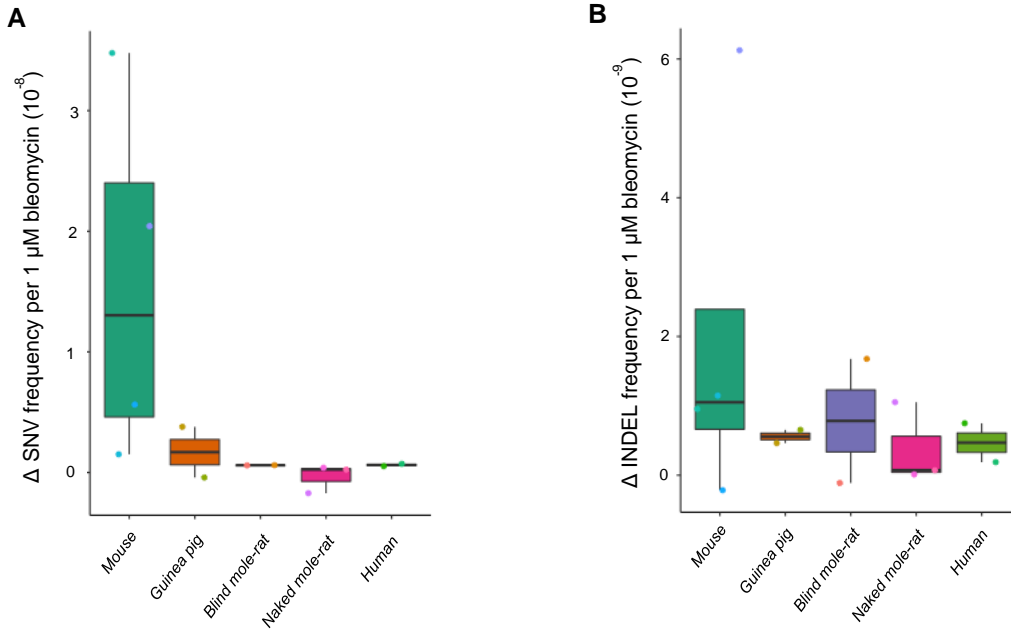 A
Δ SNV frequency per 1 µM bleomycin (10⁻⁸)
3
2
1
0
Mouse
Guinea pig
Blind mole-rat
Naked mole-rat
Human
B
Δ INDEL frequency per 1 µM bleomycin (10⁻⁹)
6
4
2
0
Mouse
Guinea pig
Blind mole-rat
Naked mole-rat
Human